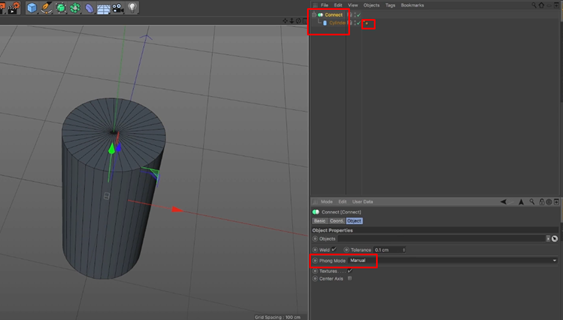 File Edit View Objects Tags Bookmarks
Connect
Cylinder
Mode Edit User Data
Connect [Connect]
Basic Coord. Object
Object Properties
Objects
Weld Tolerance 0.1 cm
Phong Mode Manual
Textures
Center Axis
Grid Spacing : 100 cm